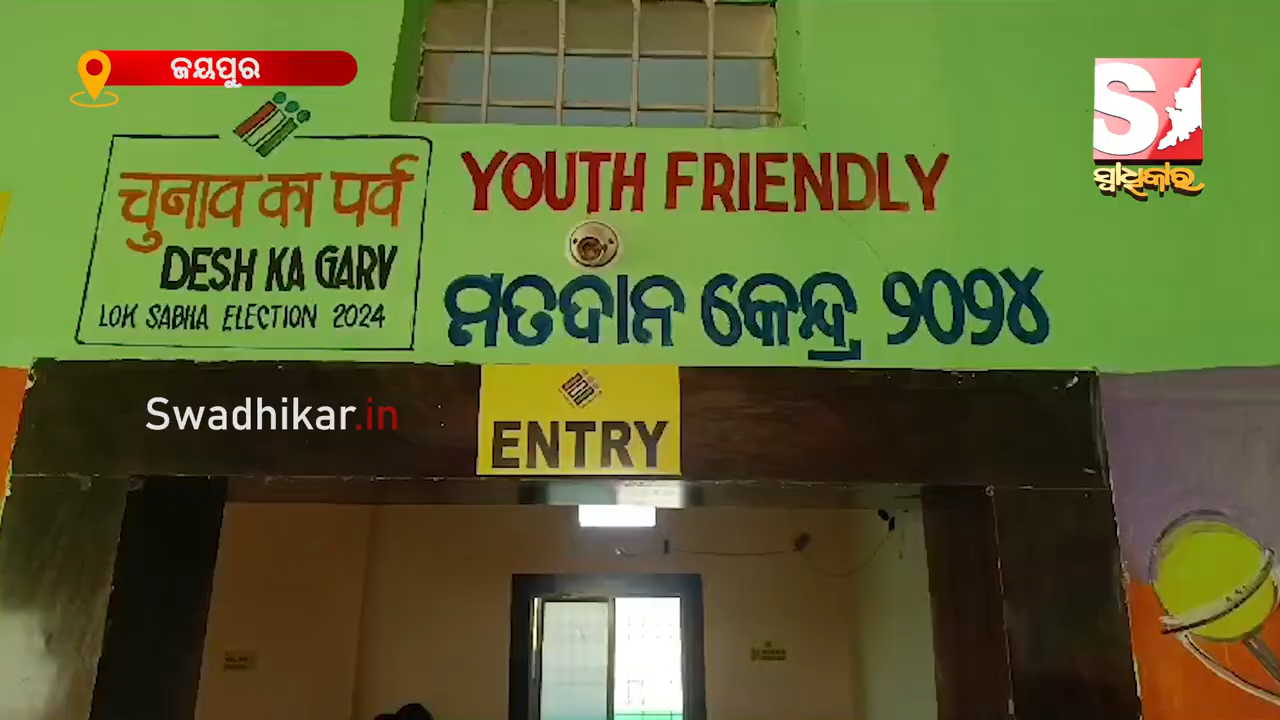 ଜୟପୁର
S
ସ୍ୱାଧିକାର
चुनाव का पर्व
DESH KA GARV
LOK SABHA ELECTION 2024
YOUTH FRIENDLY
ମତଦାନ କେନ୍ଦ୍ର ୨୦୨୪
Swadhikar.in
ENTRY